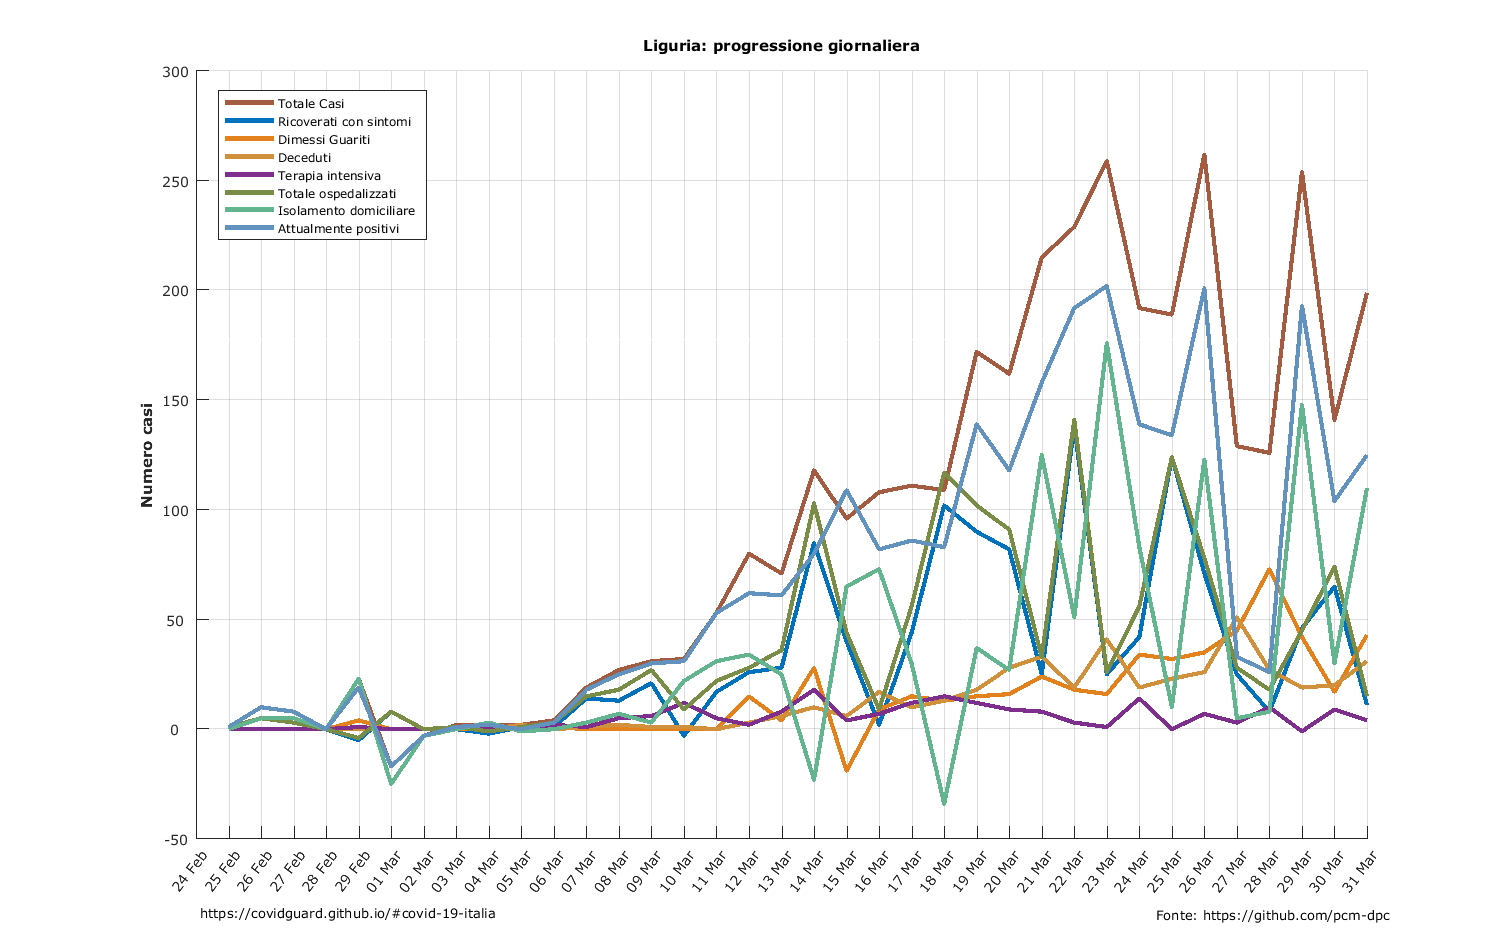 Liguria: progressione giornaliera
300
250
200
150
100
50
0
-50
Numero casi
Totale Casi
Ricoverati con sintomi
Dimessi Guariti
Deceduti
Terapia intensiva
Totale ospedalizzati
Isolamento domiciliare
Attualmente positivi
24 Feb
25 Feb
26 Feb
27 Feb
28 Feb
29 Feb
01 Mar
02 Mar
03 Mar
04 Mar
05 Mar
06 Mar
07 Mar
08 Mar
09 Mar
10 Mar
11 Mar
12 Mar
13 Mar
14 Mar
15 Mar
16 Mar
17 Mar
18 Mar
19 Mar
20 Mar
21 Mar
22 Mar
23 Mar
24 Mar
25 Mar
26 Mar
27 Mar
28 Mar
29 Mar
30 Mar
31 Mar
https://covidguard.github.io/#covid-19-italia
Fonte: https://github.com/pcm-dpc